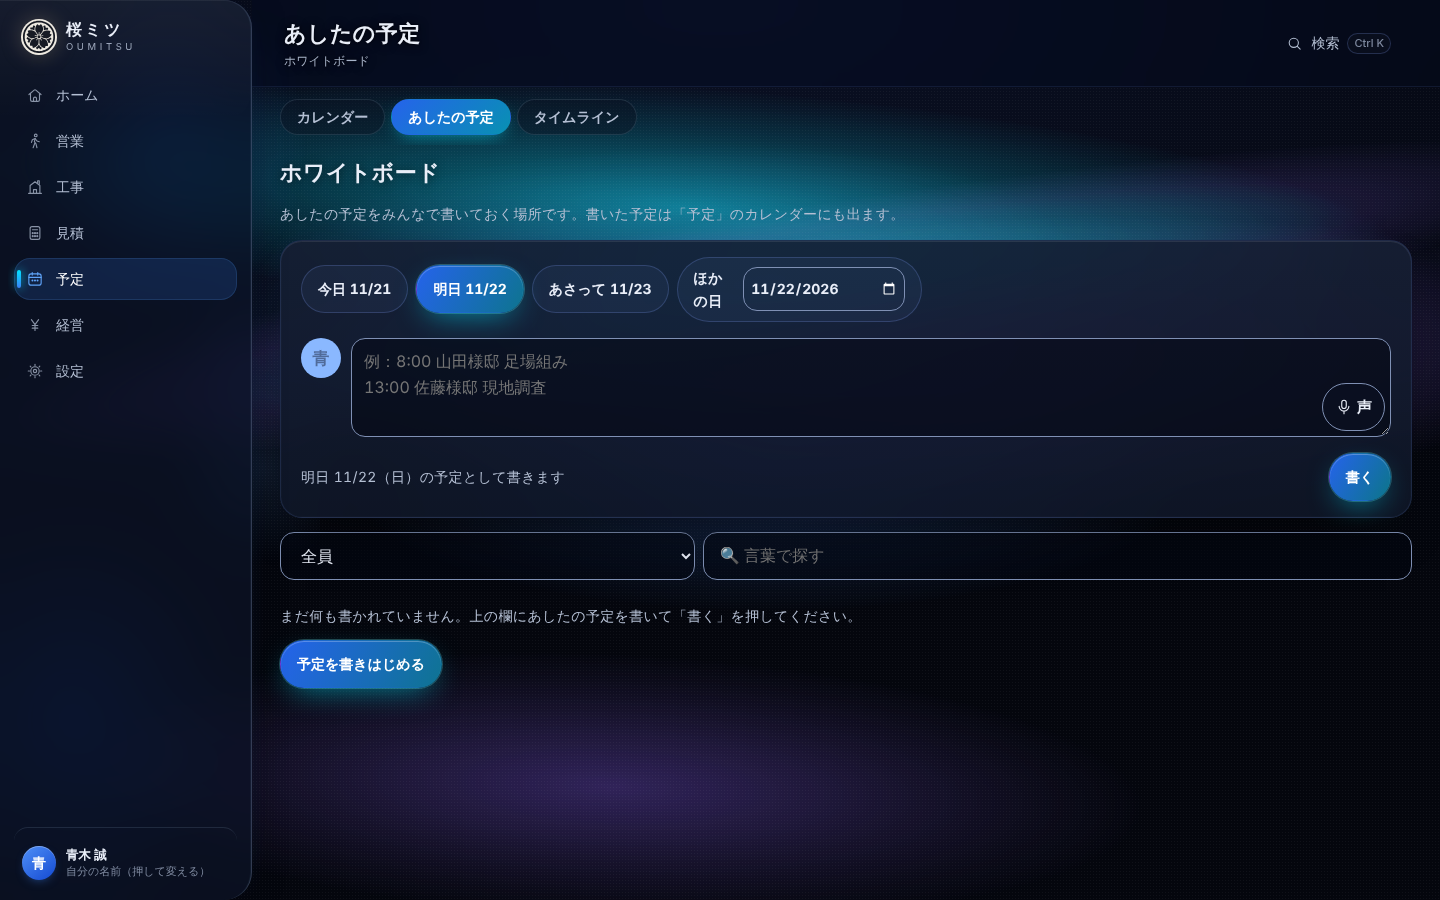 桜ミツ
OUMITSU
ホーム
営業
工事
見積
予定
経営
設定
青
青木 誠
自分の名前（押して変える）
あしたの予定
ホワイトボード
検索 Ctrl K
カレンダー あしたの予定 タイムライン
ホワイトボード
あしたの予定をみんなで書いておく場所です。書いた予定は「予定」のカレンダーにも出ます。
今日 11/21 明日 11/22 あさって 11/23 ほかの日 11/22/2026
青
例：8:00 山田様邸 足場組み
13:00 佐藤様邸 現地調査
声
明日 11/22（日）の予定として書きます
書く
全員
🔍 言葉で探す
まだ何も書かれていません。上の欄にあしたの予定を書いて「書く」を押してください。
予定を書きはじめる